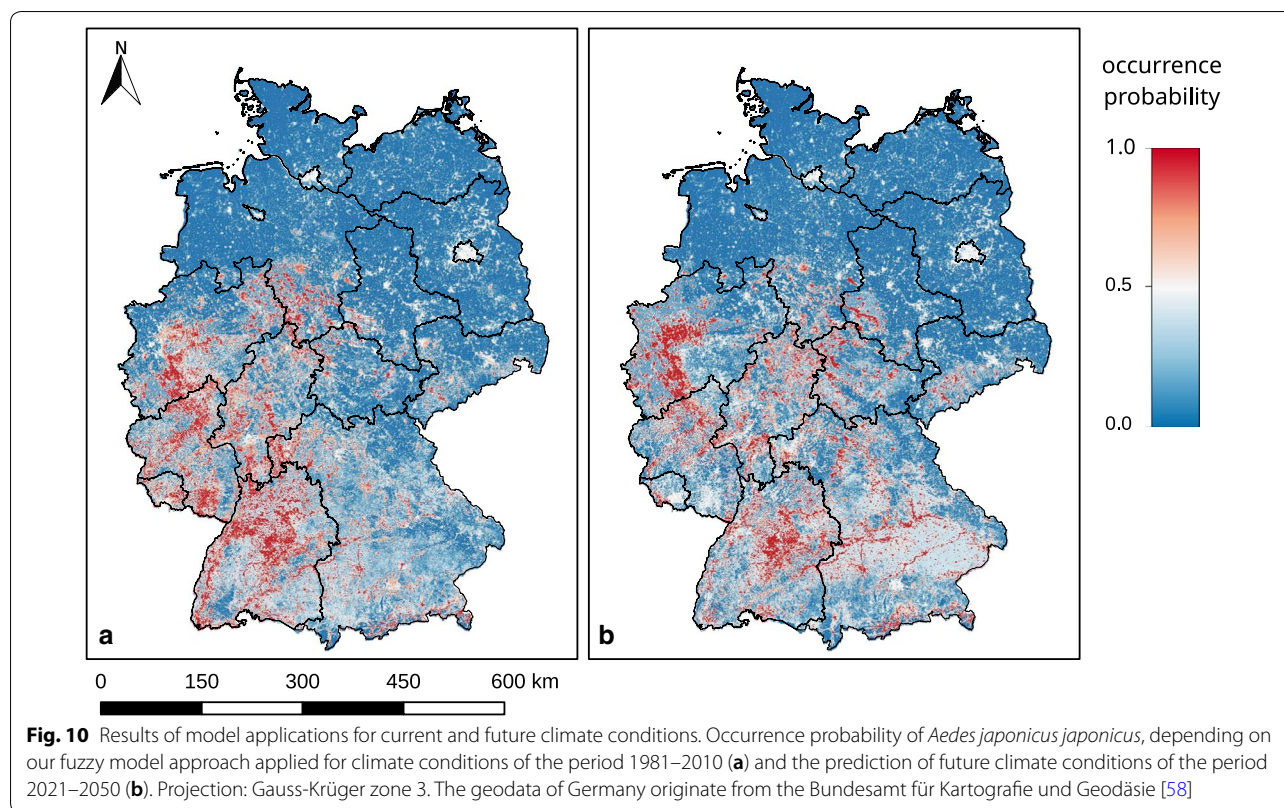 N
occurrence
probability
1.0
0.5
0.0
a
b
0 150 300 450 600 km
Fig. 10 Results of model applications for current and future climate conditions. Occurrence probability of Aedes japonicus japonicus, depending on
our fuzzy model approach applied for climate conditions of the period 1981–2010 (a) and the prediction of future climate conditions of the period
2021–2050 (b). Projection: Gauss-Krüger zone 3. The geodata of Germany originate from the Bundesamt für Kartografie und Geodäsie [58]